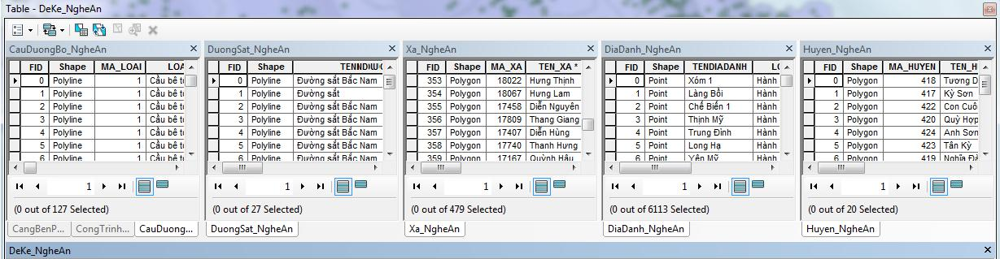 Table - DeKe_NgheAn
CauDuongBo_NgheAn
FID Shape MA_LOAI LOA
0 Polyline 1 Cầu bê tô
1 Polyline 1 Cầu bê tô
2 Polyline 1 Cầu bê tô
3 Polyline 1 Cầu bê tô
4 Polyline 1 Cầu bê tô
5 Polyline 1 Cầu bê tô
6 Polyline 1 Cầu bê tô
1
(0 out of 127 Selected)
CangBenP... CongTrinh... CauDuong...
DuongSat_NgheAn
FID Shape
0 Polyline Đường sắt Bắc Nam
1 Polyline Đường sắt
2 Polyline Đường sắt Bắc Nam
3 Polyline Đường sắt Bắc Nam
4 Polyline Đường sắt Bắc Nam
5 Polyline Đường sắt Bắc Nam
6 Polyline Đường sắt Bắc Nam
1
(0 out of 27 Selected)
DuongSat_NgheAn
Xa_NgheAn
FID Shape MA_XA TEN_XA *
353 Polygon 18022 Hưng Thịnh
354 Polygon 18067 Hưng Lam
355 Polygon 17458 Diễn Nguyên
356 Polygon 17809 Thang Giang
357 Polygon 17407 Diễn Hùng
358 Polygon 17740 Thanh Hưng
359 Polygon 17167 Quỳnh Hậu
1
(0 out of 479 Selected)
Xa_NgheAn
DiaDanh_NgheAn
FID Shape TENDIADANH LO
0 Point Xóm 1 Hành
1 Point Làng Bồi Hành
2 Point Chế Biến 1 Hành
3 Point Thịnh Mỹ Hành
4 Point Trung Đình Hành
5 Point Long Hạ Hành
6 Point Yên Mỹ Hành
1
(0 out of 6113 Selected)
DiaDanh_NgheAn
Huyen_NgheAn
FID Shape MA_HUYEN TEN_H
0 Polygon 418 Tương D
1 Polygon 417 Kỳ Sơn
2 Polygon 422 Con Cuô
3 Polygon 420 Quỳ Hợp
4 Polygon 424 Anh Sơn
5 Polygon 423 Tân Kỳ
6 Polygon 419 Nghĩa Đà
1
(0 out of 20 Selected)
Huyen_NgheAn
DeKe_NgheAn